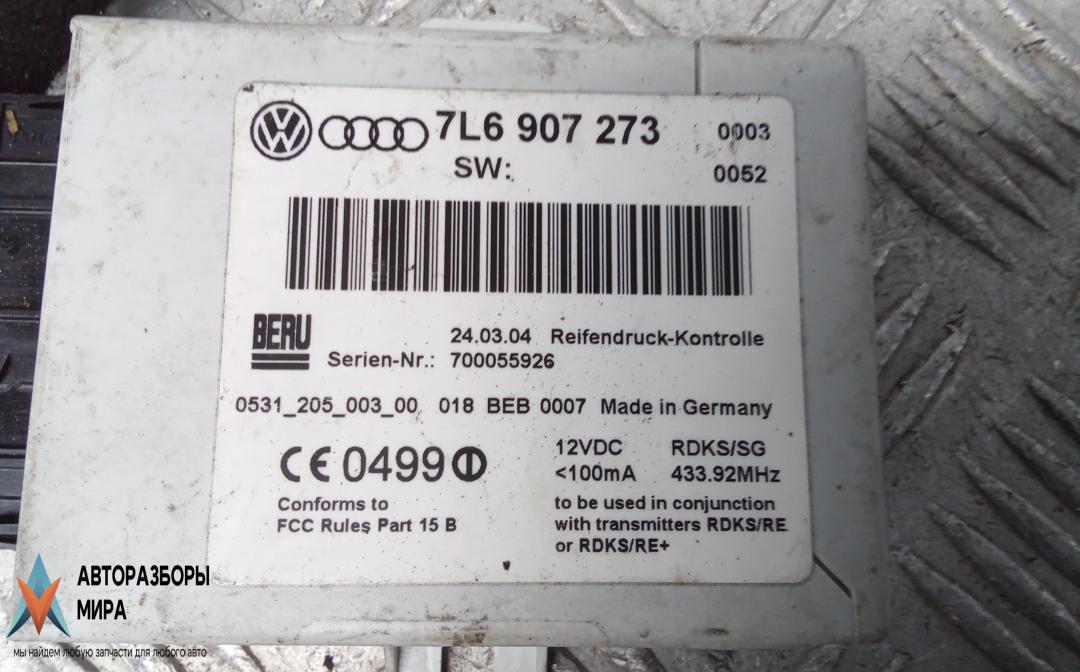 7L6 907 273 0003
SW: 0052
BERU
24.03.04 Reifendruck-Kontrolle
Serien-Nr.: 700055926
0531_205_003_00 018 BEB 0007 Made in Germany
CE 0499
12VDC RDKS/SG
<100mA 433.92MHz
Conforms to
FCC Rules Part 15 B
to be used in conjunction
with transmitters RDKS/RE
or RDKS/RE+
АВТОРАЗБОРЫ
МИРА
мы найдем любую запчасти для любого авто